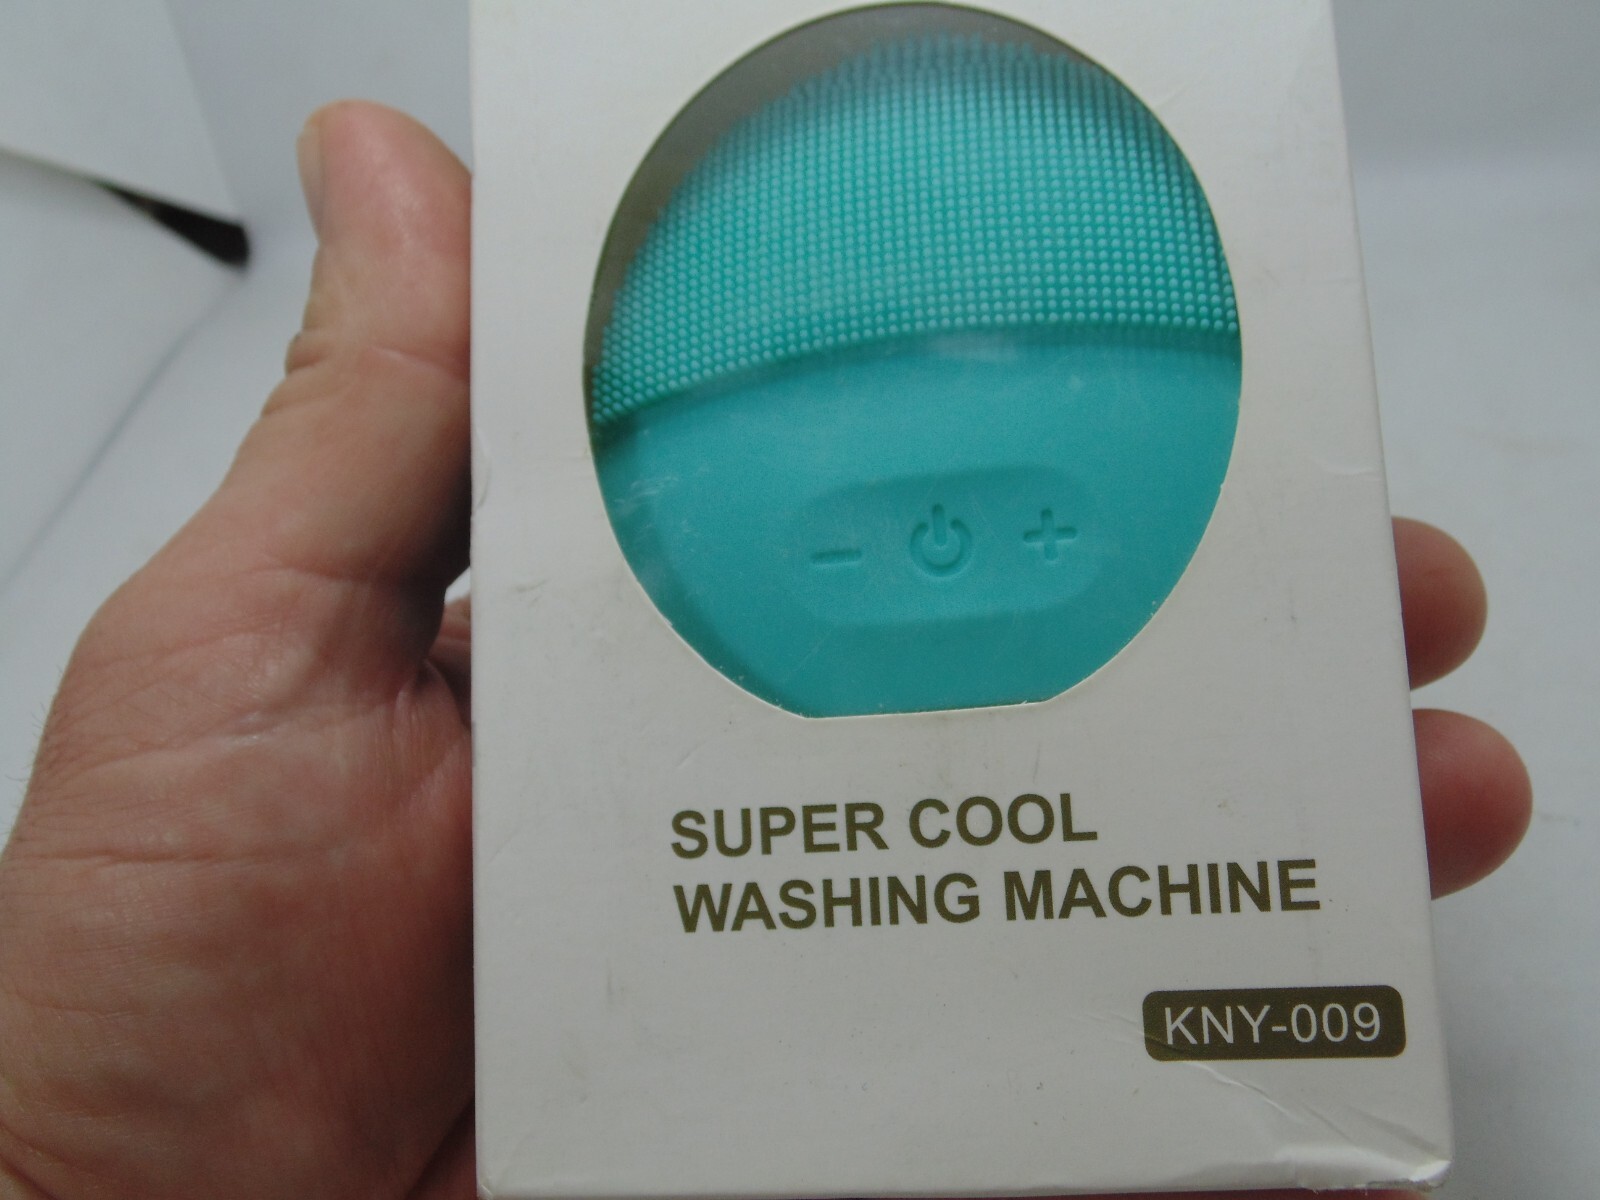 SUPER COOL
WASHING MACHINE
KNY-009